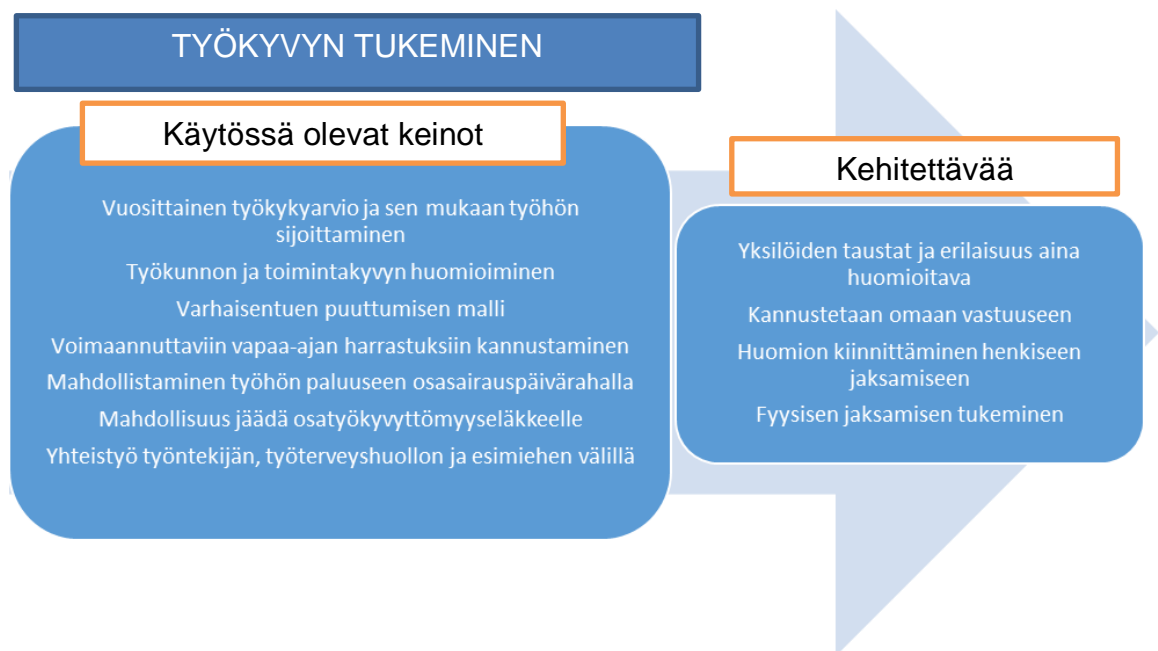 TYÖKYVYN TUKEMINEN
Käytössä olevat keinot
Vuosittainen työkykyarvio ja sen mukaan työhön
sijoittaminen
Työkunnon ja toimintakyvyn huomioiminen
Varhaisentuen puuttumisen malli
Voimaannuttaviin vapaa-ajan harrastuksiin kannustaminen
Mahdollistaminen työhön paluuseen osasairauspäivärahalla
Mahdollisuus jäädä osatyökyvyttömyyseläkkeelle
Yhteistyö työntekijän, työterveyshuollon ja esimiehen välillä
Kehitettävää
Yksilöiden taustat ja erilaisuus aina
huomioitava
Kannustetaan omaan vastuuseen
Huomion kiinnittäminen henkiseen
jaksamiseen
Fyysisen jaksamisen tukeminen